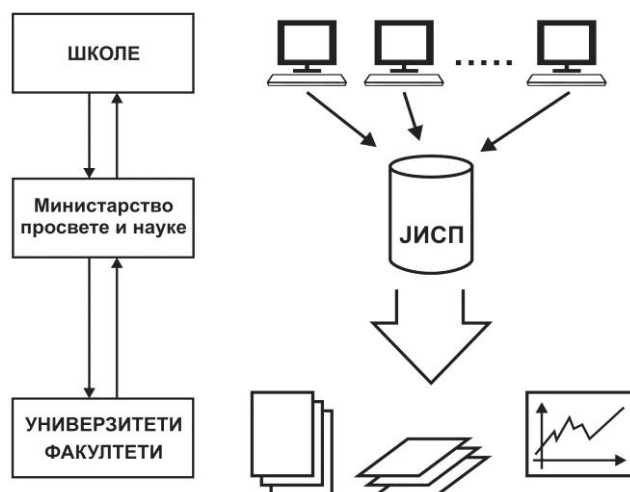 ШКОЛЕ
Министарство
просвете и науке
ЈИСП
УНИВЕРЗИТЕТИ
ФАКУЛТЕТИ